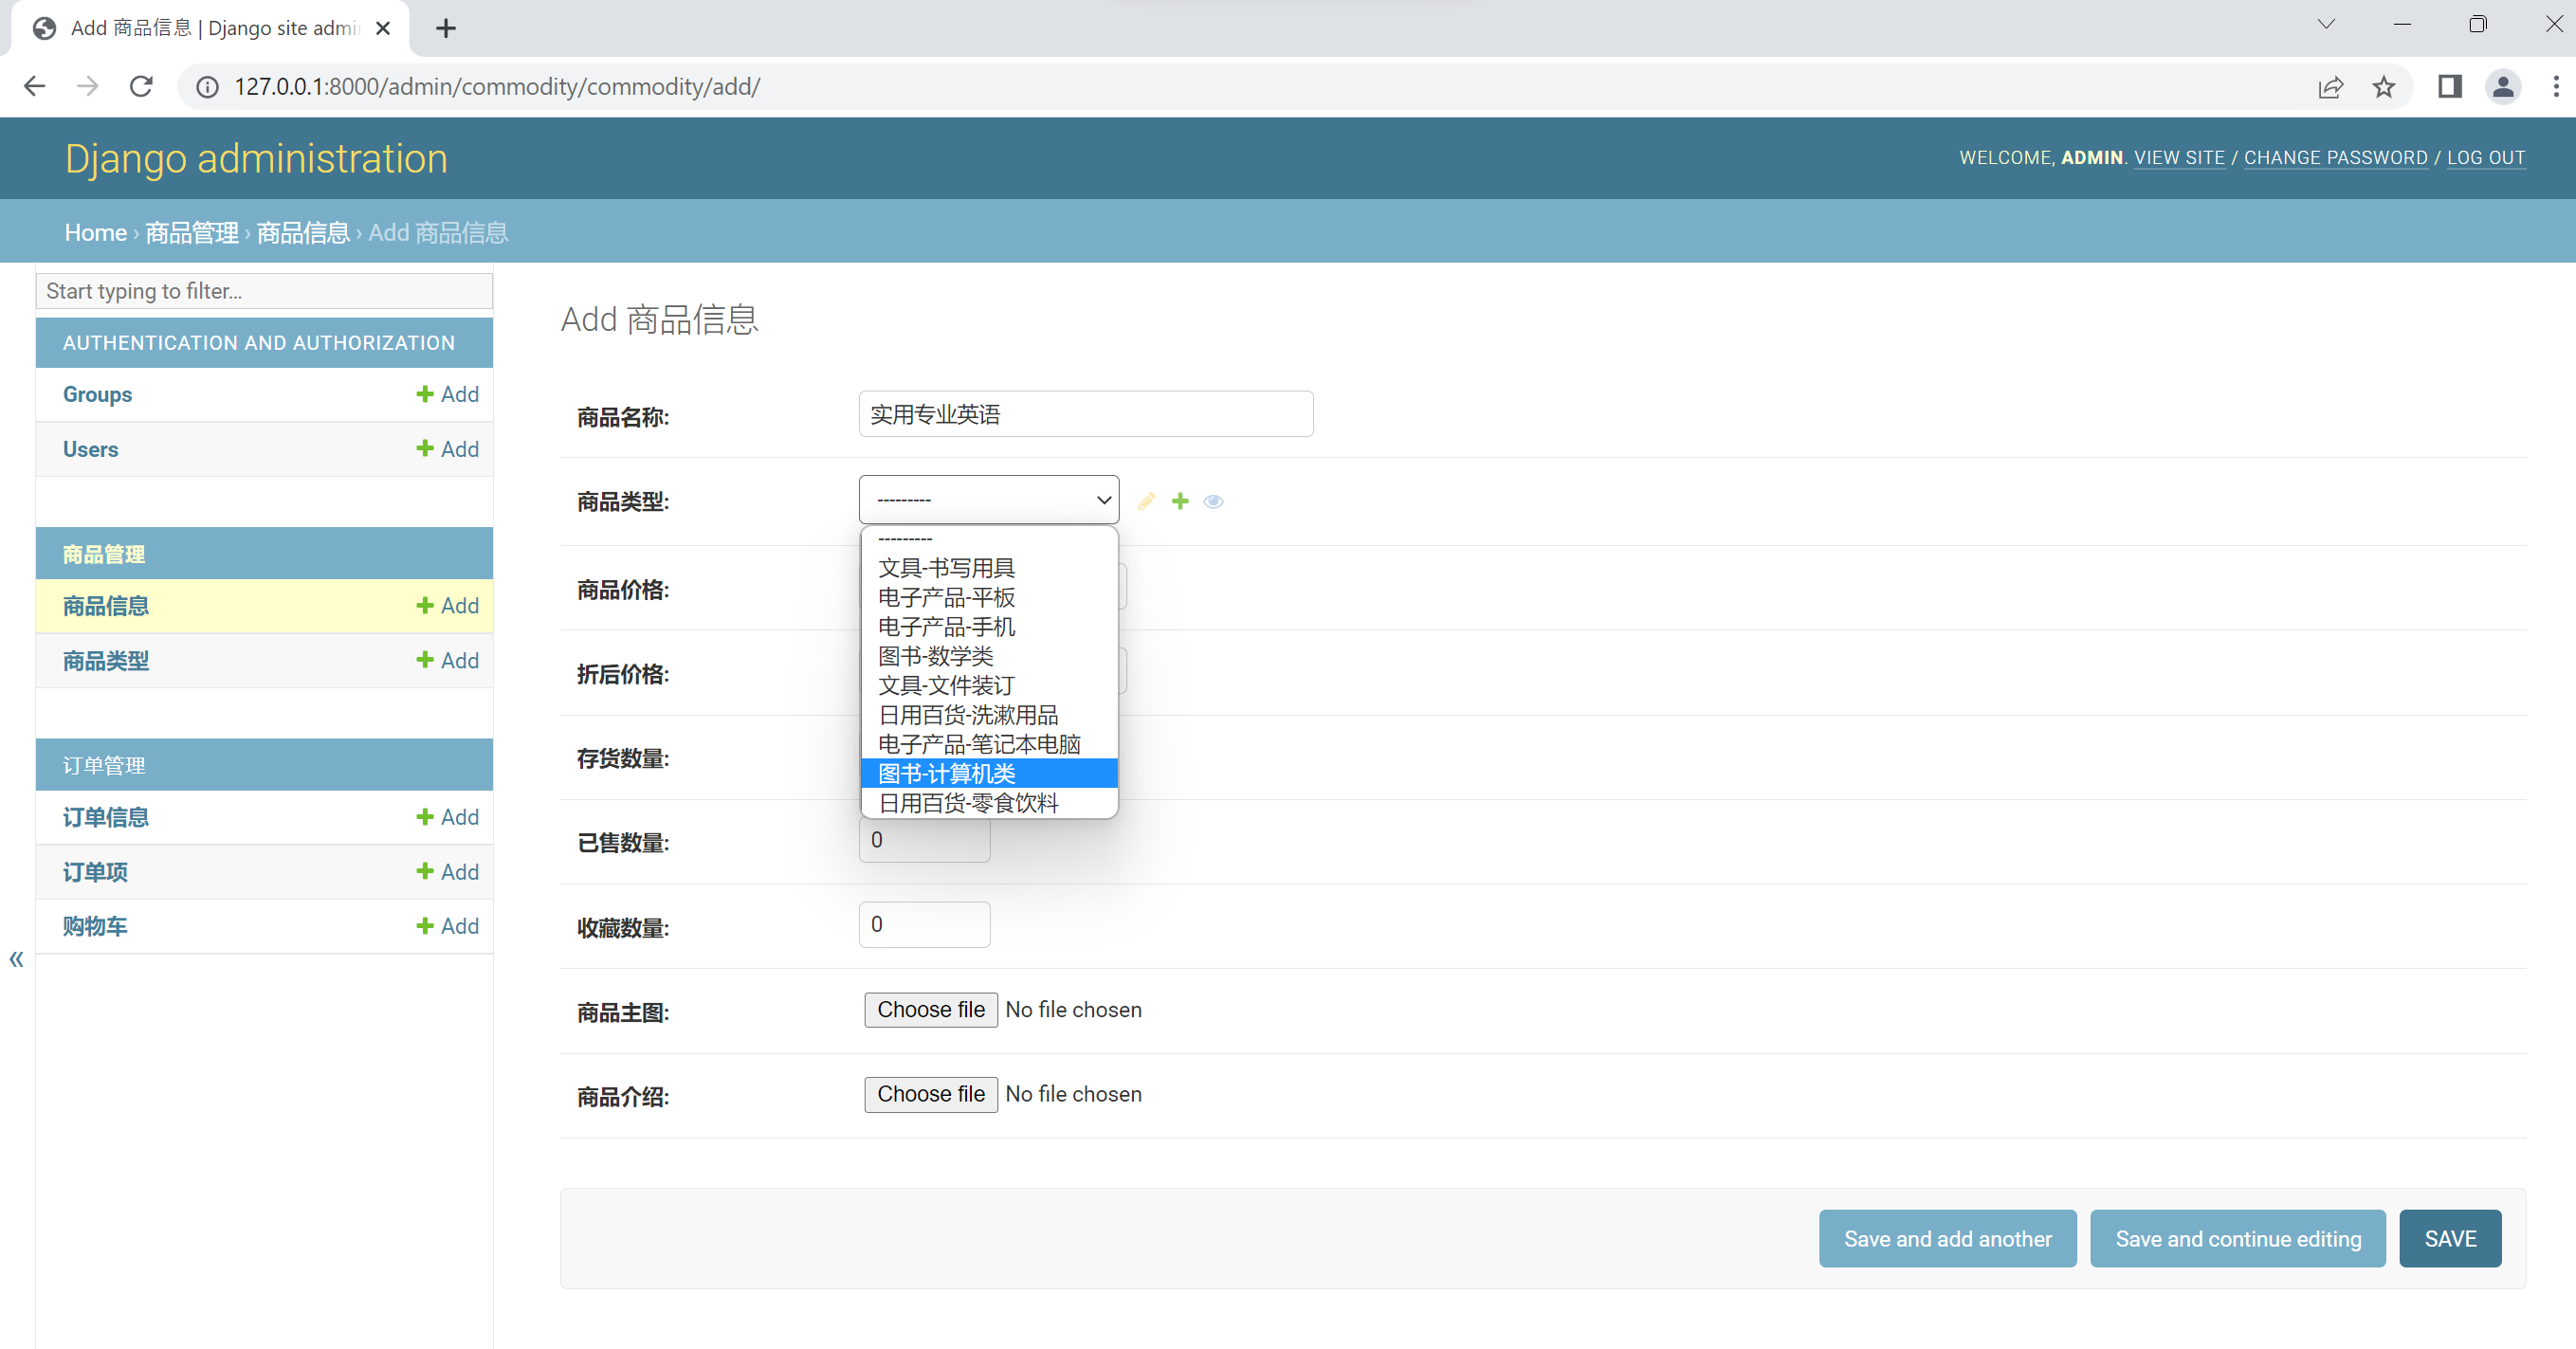 Add 商品信息 | Django site admi
127.0.0.1:8000/admin/commodity/commodity/add/
Django administration
WELCOME, ADMIN. VIEW SITE / CHANGE PASSWORD / LOG OUT
Home › 商品管理 › 商品信息 › Add 商品信息
Start typing to filter...
AUTHENTICATION AND AUTHORIZATION
Groups Add
Users Add
商品管理
商品信息 Add
商品类型 Add
订单管理
订单信息 Add
订单项 Add
购物车 Add
«
Add 商品信息
商品名称: 实用专业英语
商品类型: ---------
---------
文具-书写用具
电子产品-平板
电子产品-手机
图书-数学类
文具-文件装订
日用百货-洗漱用品
电子产品-笔记本电脑
图书-计算机类
日用百货-零食饮料
商品价格:
折后价格:
存货数量:
已售数量: 0
收藏数量: 0
商品主图: Choose file No file chosen
商品介绍: Choose file No file chosen
Save and add another Save and continue editing SAVE